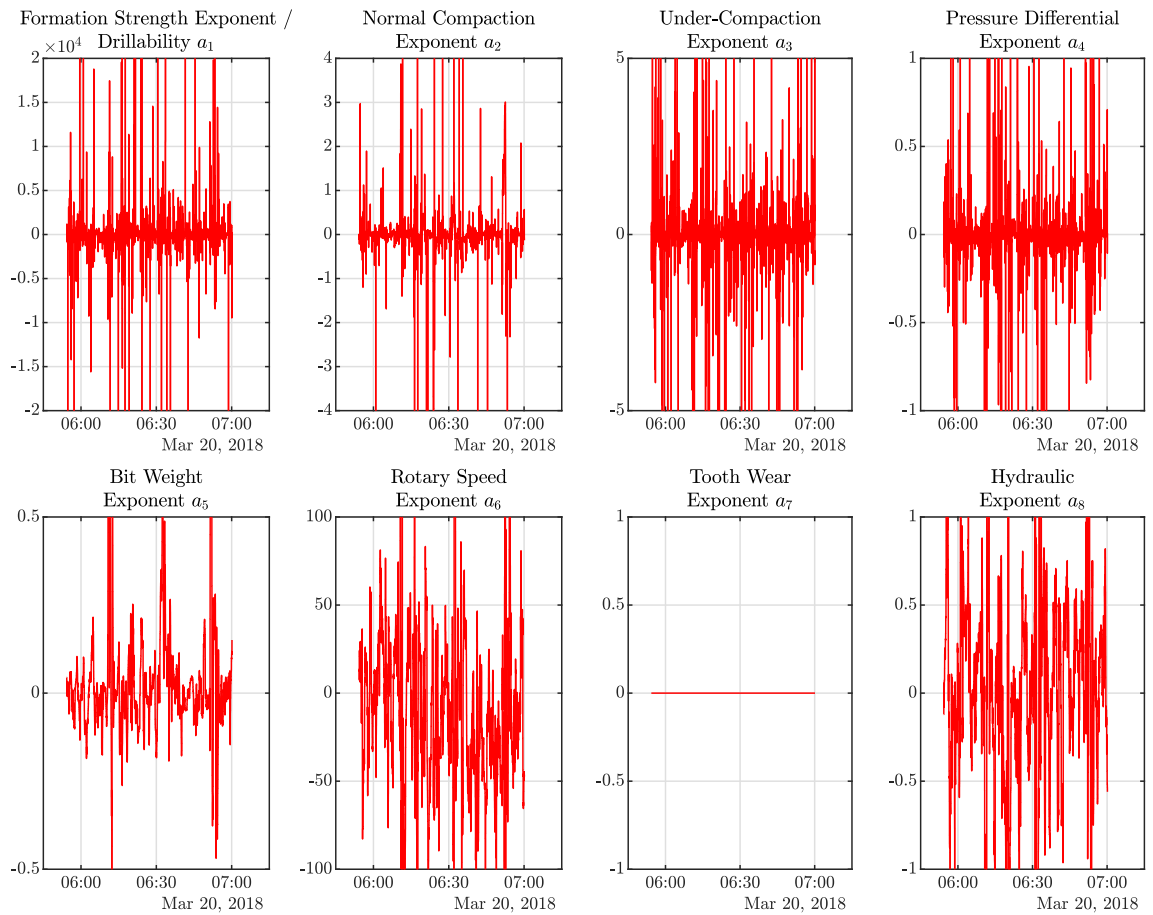 Formation Strength Exponent /
Drillability a₁
×10⁴
2
1.5
1
0.5
0
-0.5
-1
-1.5
-2
06:00 06:30 07:00
Mar 20, 2018
Normal Compaction
Exponent a₂
4
3
2
1
0
-1
-2
-3
-4
06:00 06:30 07:00
Mar 20, 2018
Under-Compaction
Exponent a₃
5
0
-5
06:00 06:30 07:00
Mar 20, 2018
Pressure Differential
Exponent a₄
1
0.5
0
-0.5
-1
06:00 06:30 07:00
Mar 20, 2018
Bit Weight
Exponent a₅
0.5
0
-0.5
06:00 06:30 07:00
Mar 20, 2018
Rotary Speed
Exponent a₆
100
50
0
-50
-100
06:00 06:30 07:00
Mar 20, 2018
Tooth Wear
Exponent a₇
1
0.5
0
-0.5
-1
06:00 06:30 07:00
Mar 20, 2018
Hydraulic
Exponent a₈
1
0.5
0
-0.5
-1
06:00 06:30 07:00
Mar 20, 2018